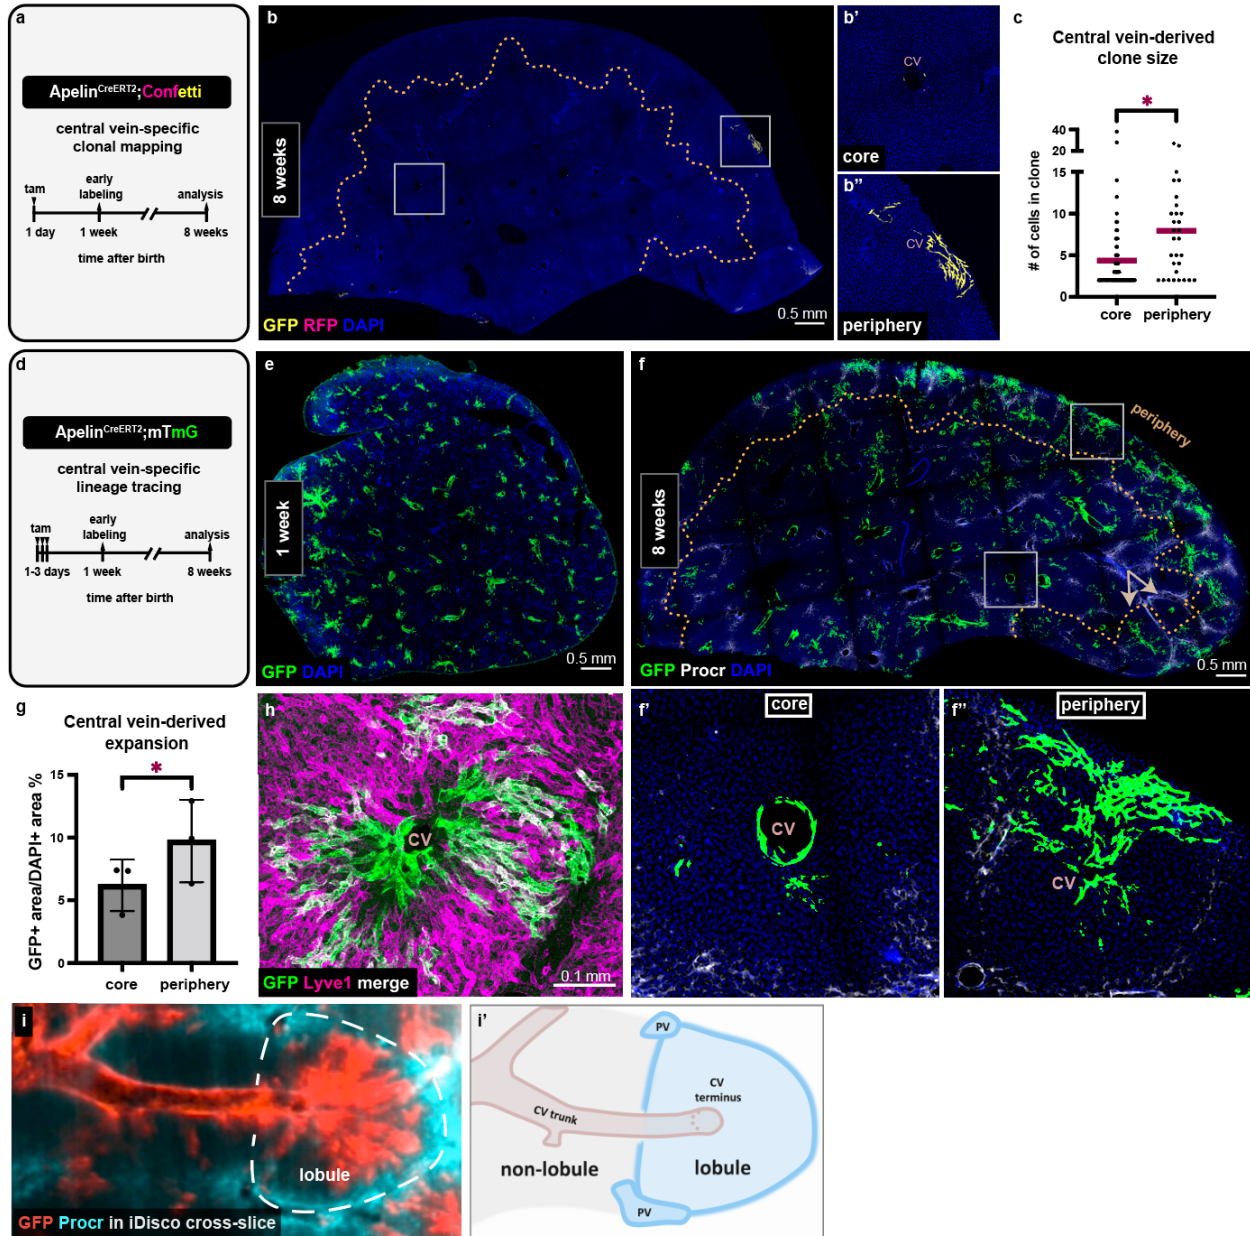 a
Apelin^CreERT2;Confetti
central vein-specific
clonal mapping
tam
early
labeling
analysis
1 day
1 week
8 weeks
time after birth
b
8 weeks
GFP RFP DAPI
0.5 mm
b'
CV
core
b''
CV
periphery
c
Central vein-derived
clone size
*
# of cells in clone
40
20
15
10
5
0
core
periphery
d
Apelin^CreERT2;mTmG
central vein-specific
lineage tracing
tam
early
labeling
analysis
1-3 days
1 week
8 weeks
time after birth
e
1 week
GFP DAPI
0.5 mm
f
periphery
8 weeks
GFP Procr DAPI
0.5 mm
g
Central vein-derived
expansion
*
GFP+ area/DAPI+ area %
15
10
5
0
core
periphery
h
CV
GFP Lyve1 merge
0.1 mm
f'
core
CV
f''
periphery
CV
i
lobule
GFP Procr in iDisco cross-slice
i'
PV
CV
terminus
CV trunk
non-lobule
lobule
PV